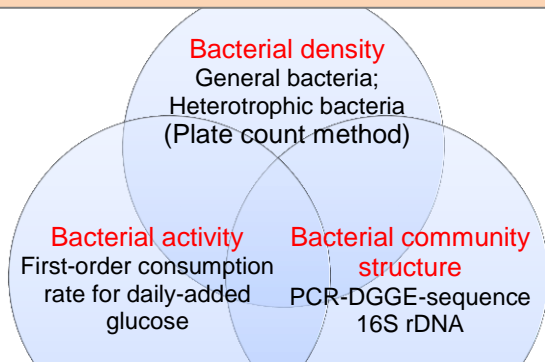 Bacterial density
General bacteria;
Heterotrophic bacteria
(Plate count method)
Bacterial activity
First-order consumption
rate for daily-added
glucose
Bacterial community
structure
PCR-DGGE-sequence
16S rDNA